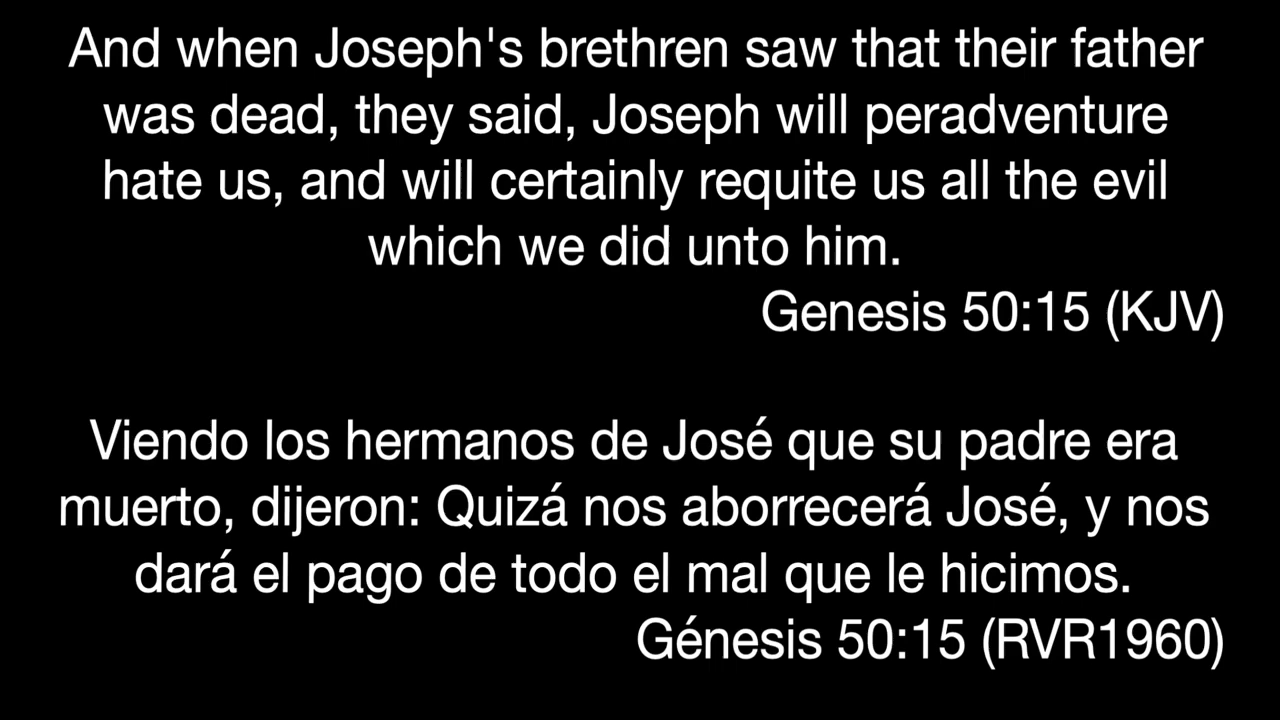 And when Joseph's brethren saw that their father
was dead, they said, Joseph will peradventure
hate us, and will certainly requite us all the evil
which we did unto him.
Genesis 50:15 (KJV)
Viendo los hermanos de José que su padre era
muerto, dijeron: Quizá nos aborrecerá José, y nos
dará el pago de todo el mal que le hicimos.
Génesis 50:15 (RVR1960)